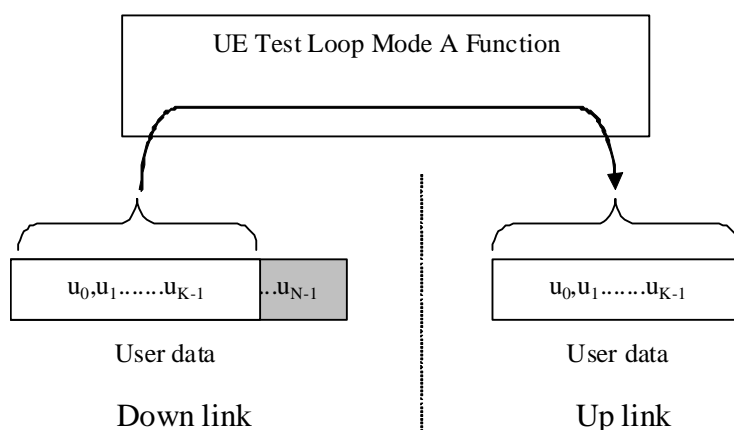 UE Test Loop Mode A Function
u0,u1.......uK-1 ...uN-1
u0,u1.......uK-1
User data
User data
Down link
Up link